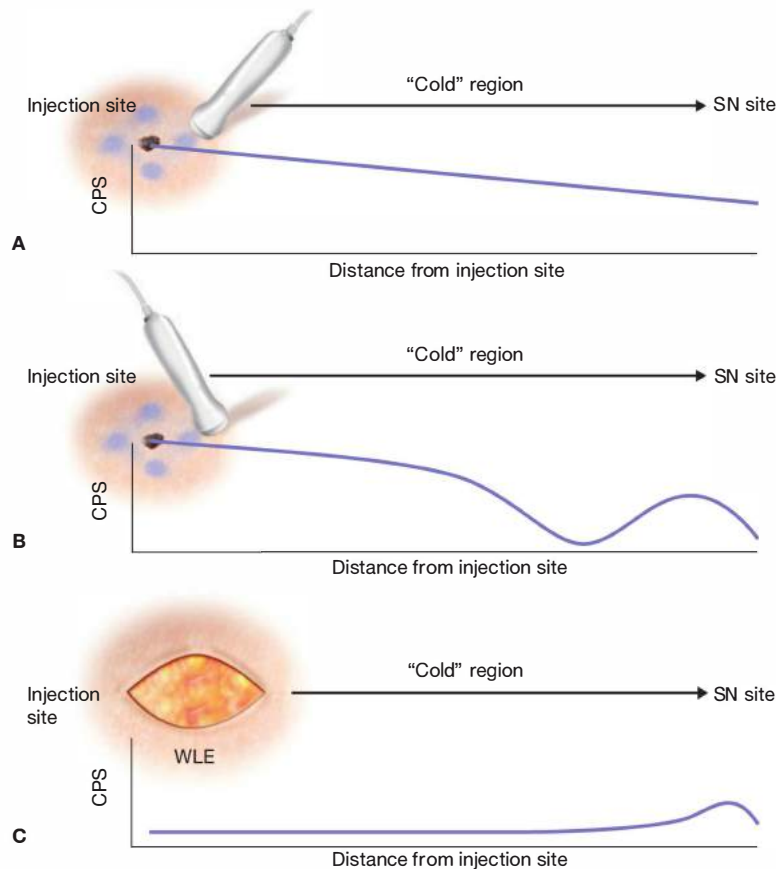 "Cold" region
Injection site
SN site
CPS
A
Distance from injection site
"Cold" region
Injection site
SN site
CPS
B
Distance from injection site
"Cold" region
Injection
site
SN site
WLE
CPS
C
Distance from injection site